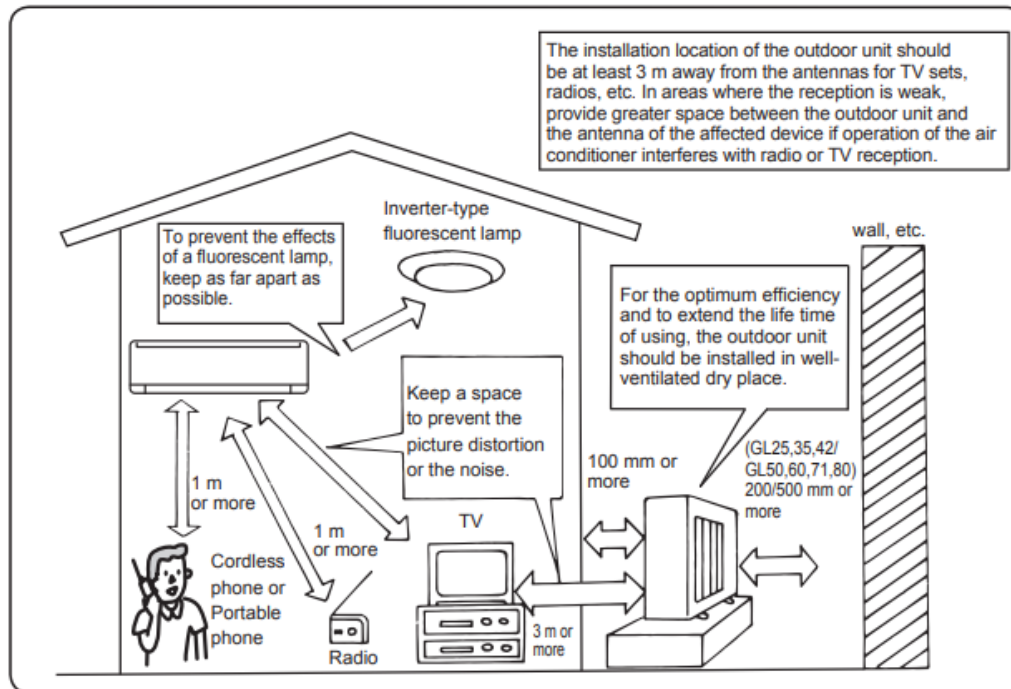 The installation location of the outdoor unit should
be at least 3 m away from the antennas for TV sets,
radios, etc. In areas where the reception is weak,
provide greater space between the outdoor unit and
the antenna of the affected device if operation of the air
conditioner interferes with radio or TV reception.
Inverter-type
fluorescent lamp
wall, etc.
To prevent the effects
of a fluorescent lamp,
keep as far apart as
possible.
For the optimum efficiency
and to extend the life time
of using, the outdoor unit
should be installed in well-
ventilated dry place.
Keep a space
to prevent the
picture distortion
or the noise.
(GL25,35,42/
GL50,60,71,80)
200/500 mm or
more
100 mm or
more
1 m
or more
1 m
or more
TV
Cordless
phone or
Portable
phone
Radio
3 m or
more